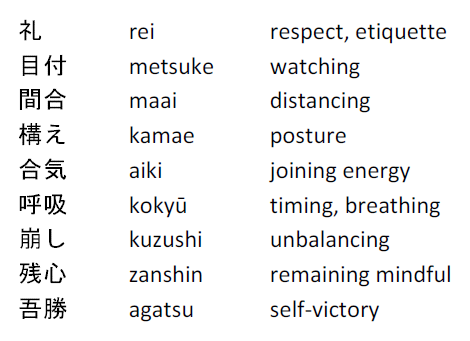 礼 rei respect, etiquette
目付 metsuke watching
間合 maai distancing
構え kamae posture
合気 aiki joining energy
呼吸 kokyū timing, breathing
崩し kuzushi unbalancing
残心 zanshin remaining mindful
吾勝 agatsu self-victory